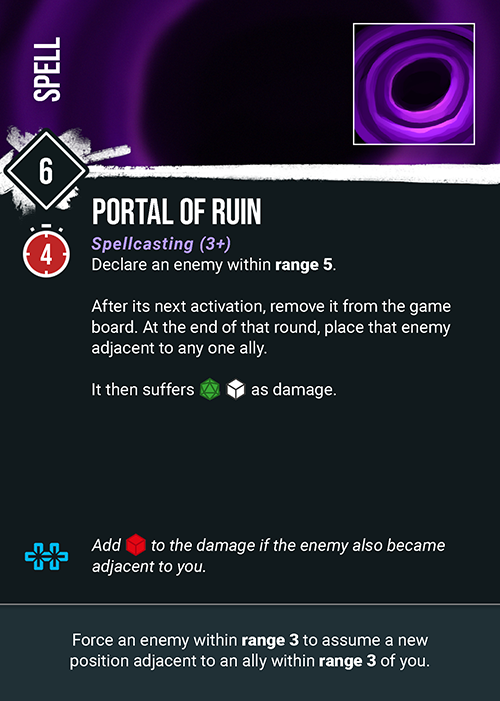 SPELL
6
PORTAL OF RUIN
4
Spellcasting (3+)
Declare an enemy within range 5.
After its next activation, remove it from the game
board. At the end of that round, place that enemy
adjacent to any one ally.
It then suffers as damage.
Add to the damage if the enemy also became
adjacent to you.
Force an enemy within range 3 to assume a new
position adjacent to an ally within range 3 of you.